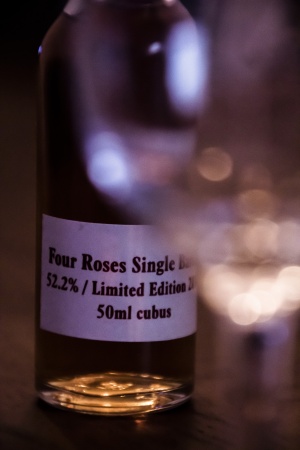 Four Roses Single
52.2% / Limited Edition
50ml cubus